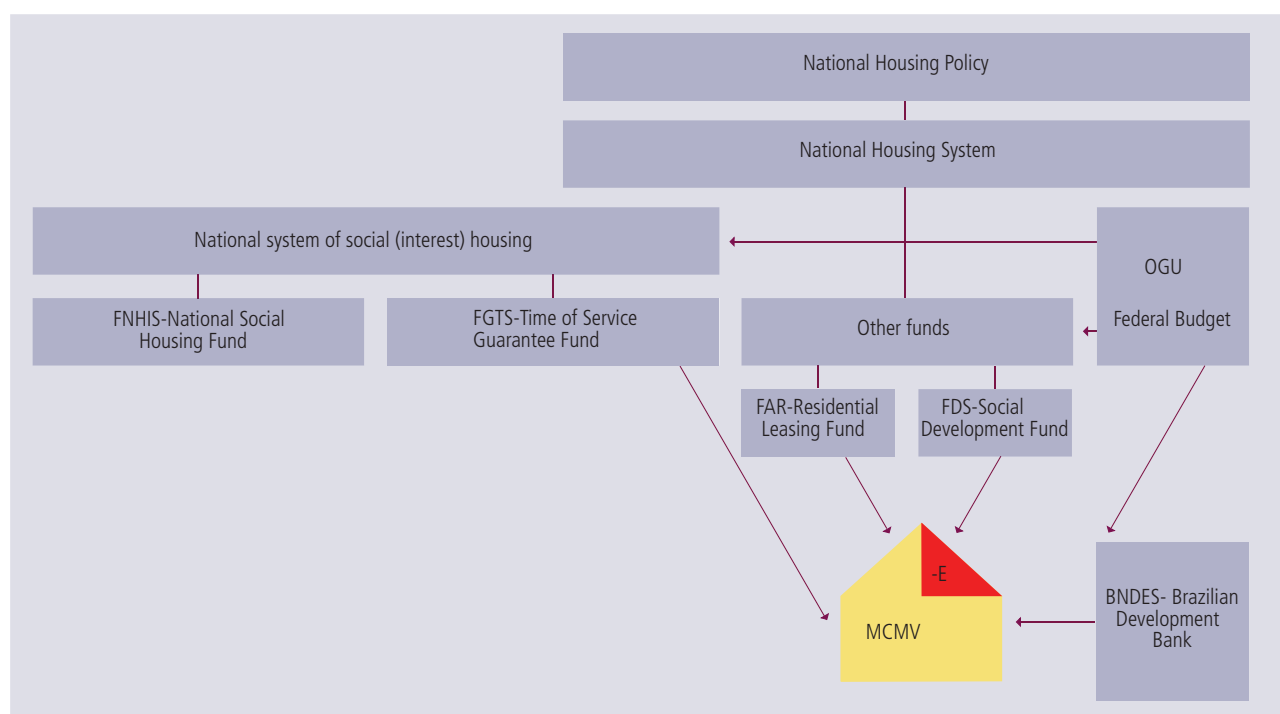 National Housing Policy
National Housing System
National system of social (interest) housing
OGU
Federal Budget
FNHIS-National Social
Housing Fund
FGTS-Time of Service
Guarantee Fund
Other funds
FAR-Residential
Leasing Fund
FDS-Social
Development Fund
-E
MCMV
BNDES- Brazilian
Development
Bank